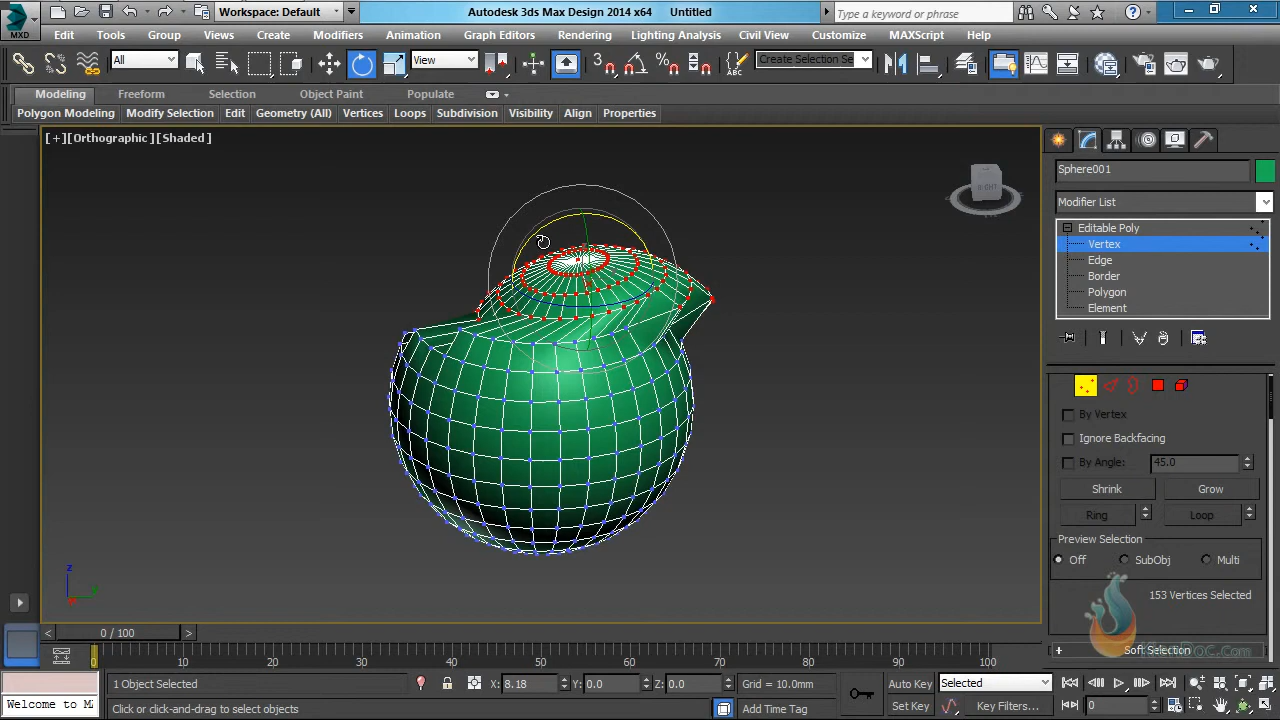 Workspace: Default
Autodesk 3ds Max Design 2014 x64 Untitled
Type a keyword or phrase
MXD
Edit Tools Group Views Create Modifiers Animation Graph Editors Rendering Lighting Analysis Civil View Customize MAXScript Help
All
View
Create Selection Se
Modeling Freeform Selection Object Paint Populate
Polygon Modeling Modify Selection Edit Geometry (All) Vertices Loops Subdivision Visibility Align Properties
[+][Orthographic][Shaded]
Sphere001
Modifier List
Editable Poly
Vertex
Edge
Border
Polygon
Element
By Vertex
Ignore Backfacing
By Angle: 45.0
Shrink Grow
Ring Loop
Preview Selection
Off SubObj Multi
153 Vertices Selected
Soft Selection
z
0 / 100
0 10 20 30 40 50 60 70 80 90 100
1 Object Selected
X: 8.18 Y: 0.0 Z: 0.0
Grid = 10.0mm
Auto Key
Selected
Welcome to M
Click or click-and-drag to select objects
Add Time Tag
Set Key
Key Filters...
0